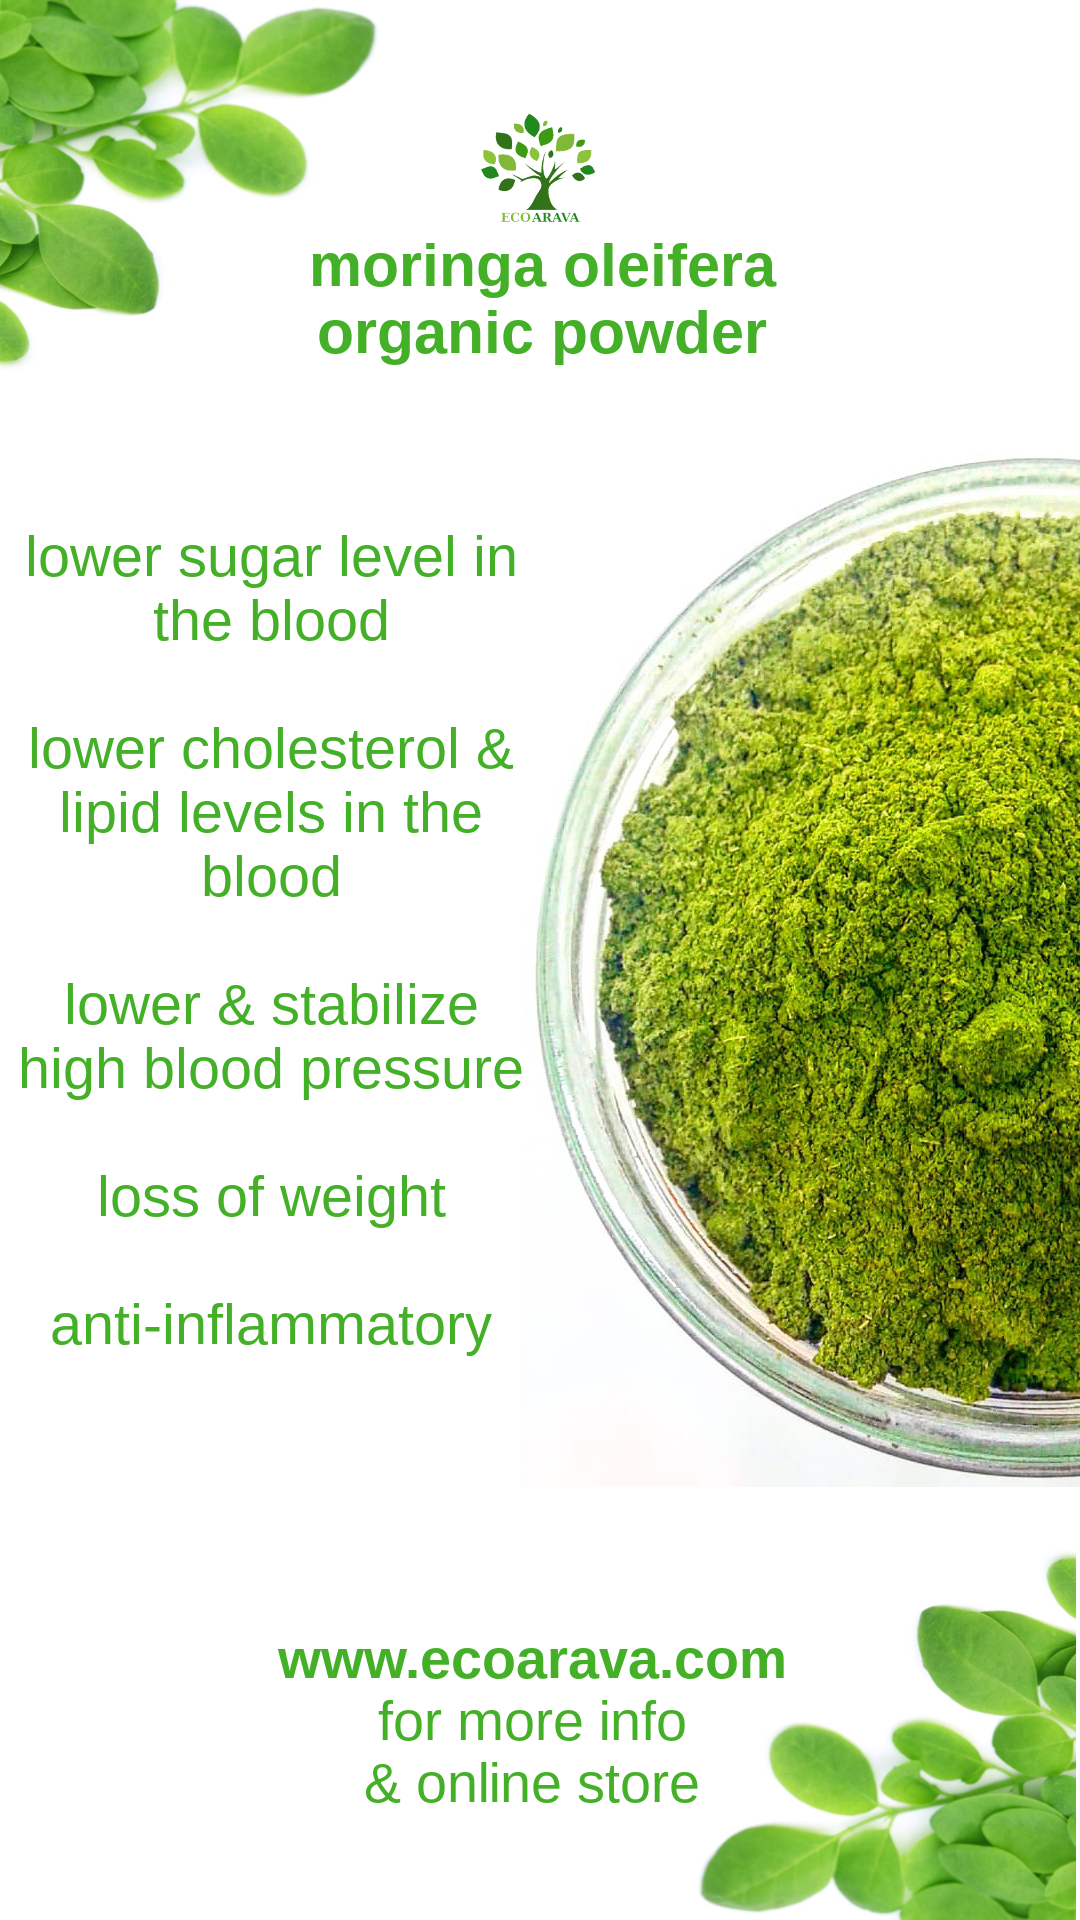 ECOARAVA
moringa oleifera
organic powder
lower sugar level in
the blood
lower cholesterol &
lipid levels in the
blood
lower & stabilize
high blood pressure
loss of weight
anti-inflammatory
www.ecoarava.com
for more info
& online store